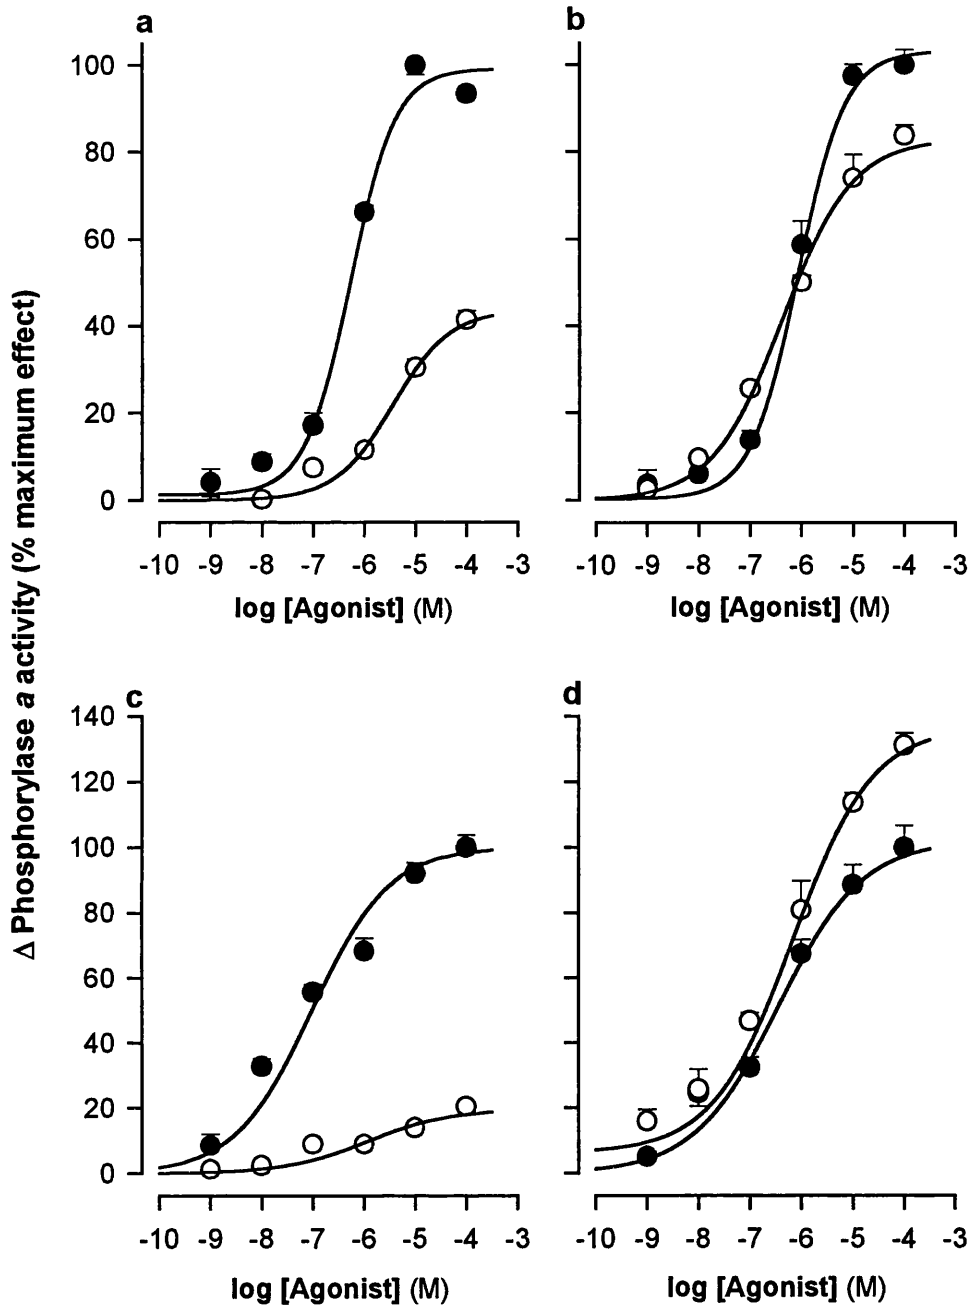 a
b
100
80
60
40
20
0
-10 -9 -8 -7 -6 -5 -4 -3
-10 -9 -8 -7 -6 -5 -4 -3
log [Agonist] (M)
log [Agonist] (M)
Δ Phosphorylase a activity (% maximum effect)
c
d
140
120
100
80
60
40
20
0
-10 -9 -8 -7 -6 -5 -4 -3
-10 -9 -8 -7 -6 -5 -4 -3
log [Agonist] (M)
log [Agonist] (M)